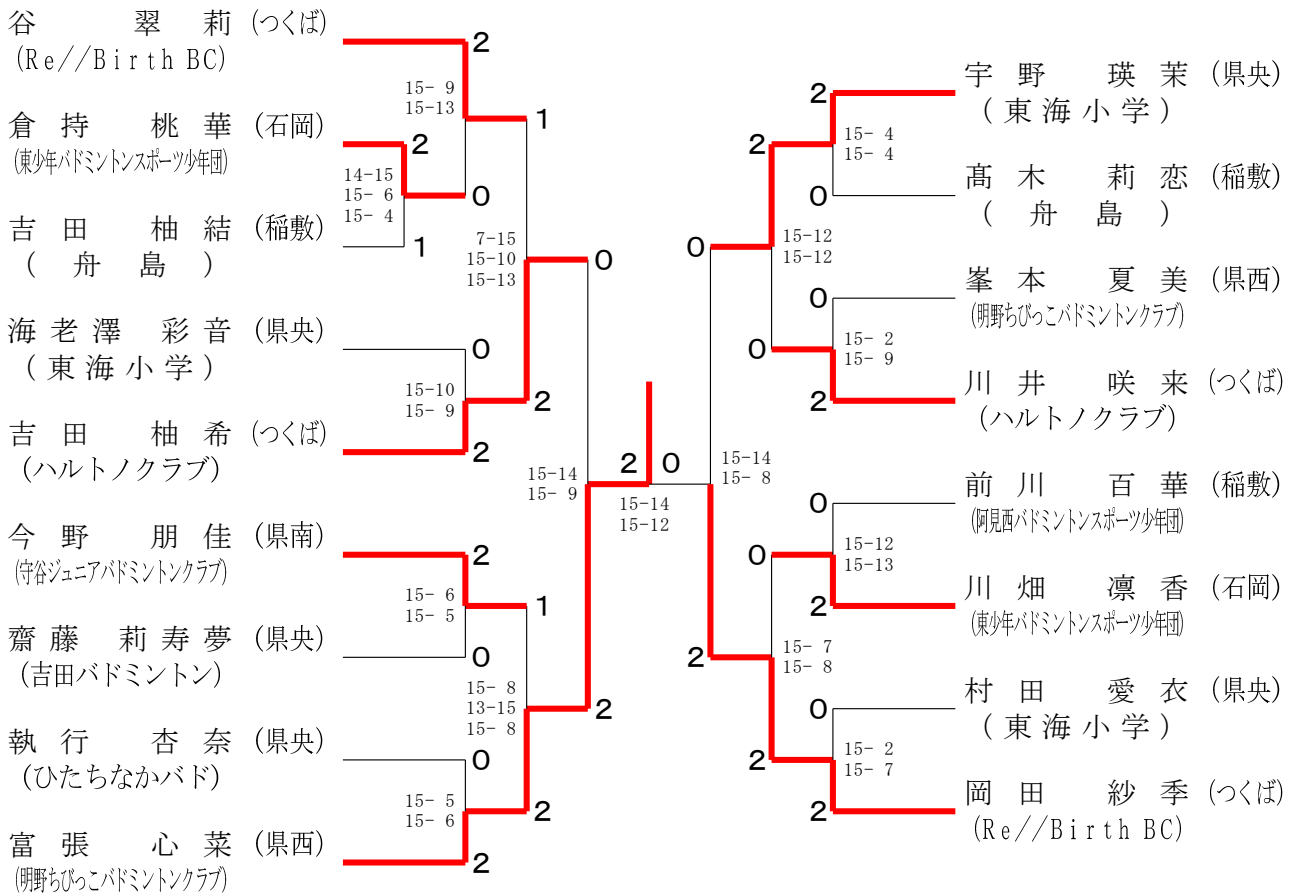 谷 翠 莉 (つくば)
(Re//Birth BC)
倉 持 桃 華 (石岡)
(東少年バドミントンスポーツ少年団)
吉 田 柚 結 (稲敷)
( 舟 島 )
海 老 澤 彩 音 (県央)
( 東 海 小 学 )
吉 田 柚 希 (つくば)
(ハルトノクラブ)
今 野 朋 佳 (県南)
(守谷ジュニアバドミントンクラブ)
齋 藤 莉 寿 夢 (県央)
(吉田バドミントン)
執 行 杏 奈 (県央)
(ひたちなかバド)
富 張 心 菜 (県西)
(明野ちびっこバドミントンクラブ)
2
15- 9
15-13
1
2
14-15
15- 6
15- 4
0
1
7-15
15-10
15-13
0
0
15-10
15- 9
2
2
15-14
15- 9
2
15- 6
15- 5
1
0
15- 8
13-15
15- 8
2
0
15- 5
15- 6
2
2
2 0
15-14
15-12
2
15- 4
15- 4
2
0
0
15-12
15-12
0
15- 2
15- 9
0
2
15-14
15- 8
0
15-12
15-13
0
2
2
15- 7
15- 8
0
15- 2
15- 7
2
2
宇 野 瑛 茉 (県央)
( 東 海 小 学 )
髙 木 莉 恋 (稲敷)
( 舟 島 )
峯 本 夏 美 (県西)
(明野ちびっこバドミントンクラブ)
川 井 咲 来 (つくば)
(ハルトノクラブ)
前 川 百 華 (稲敷)
(阿見西バドミントンスポーツ少年団)
川 畑 凛 香 (石岡)
(東少年バドミントンスポーツ少年団)
村 田 愛 衣 (県央)
( 東 海 小 学 )
岡 田 紗 季 (つくば)
(Re//Birth BC)